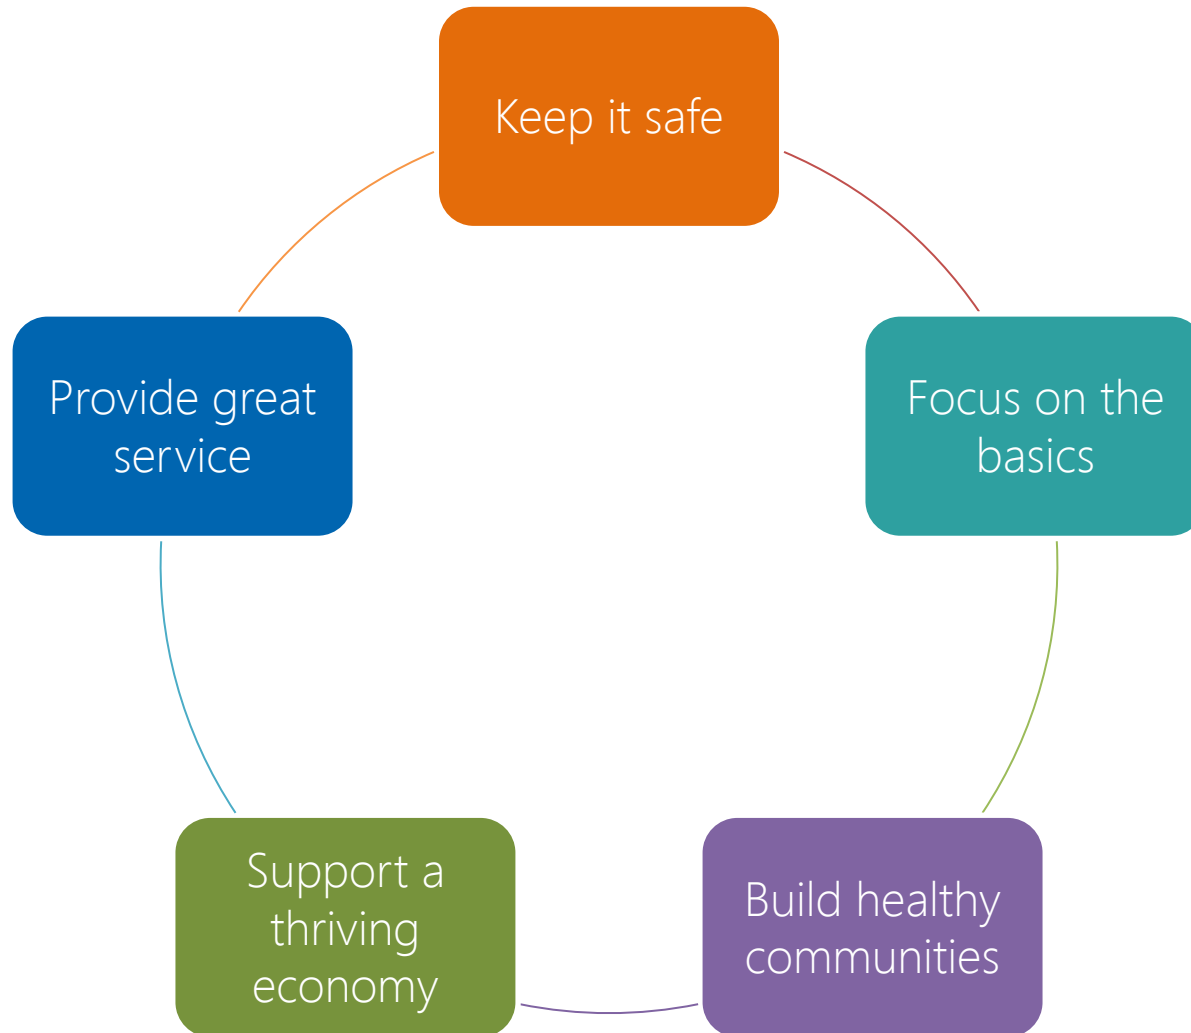 Keep it safe
Focus on the
basics
Build healthy
communities
Support a
thriving
economy
Provide great
service